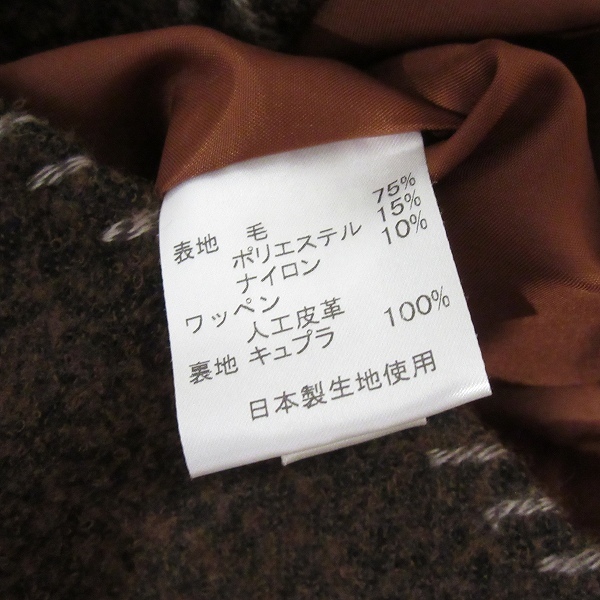 表地 毛 75%
ポリエステル 15%
ナイロン 10%
ワッペン
人工皮革
裏地 キュプラ 100%
日本製生地使用